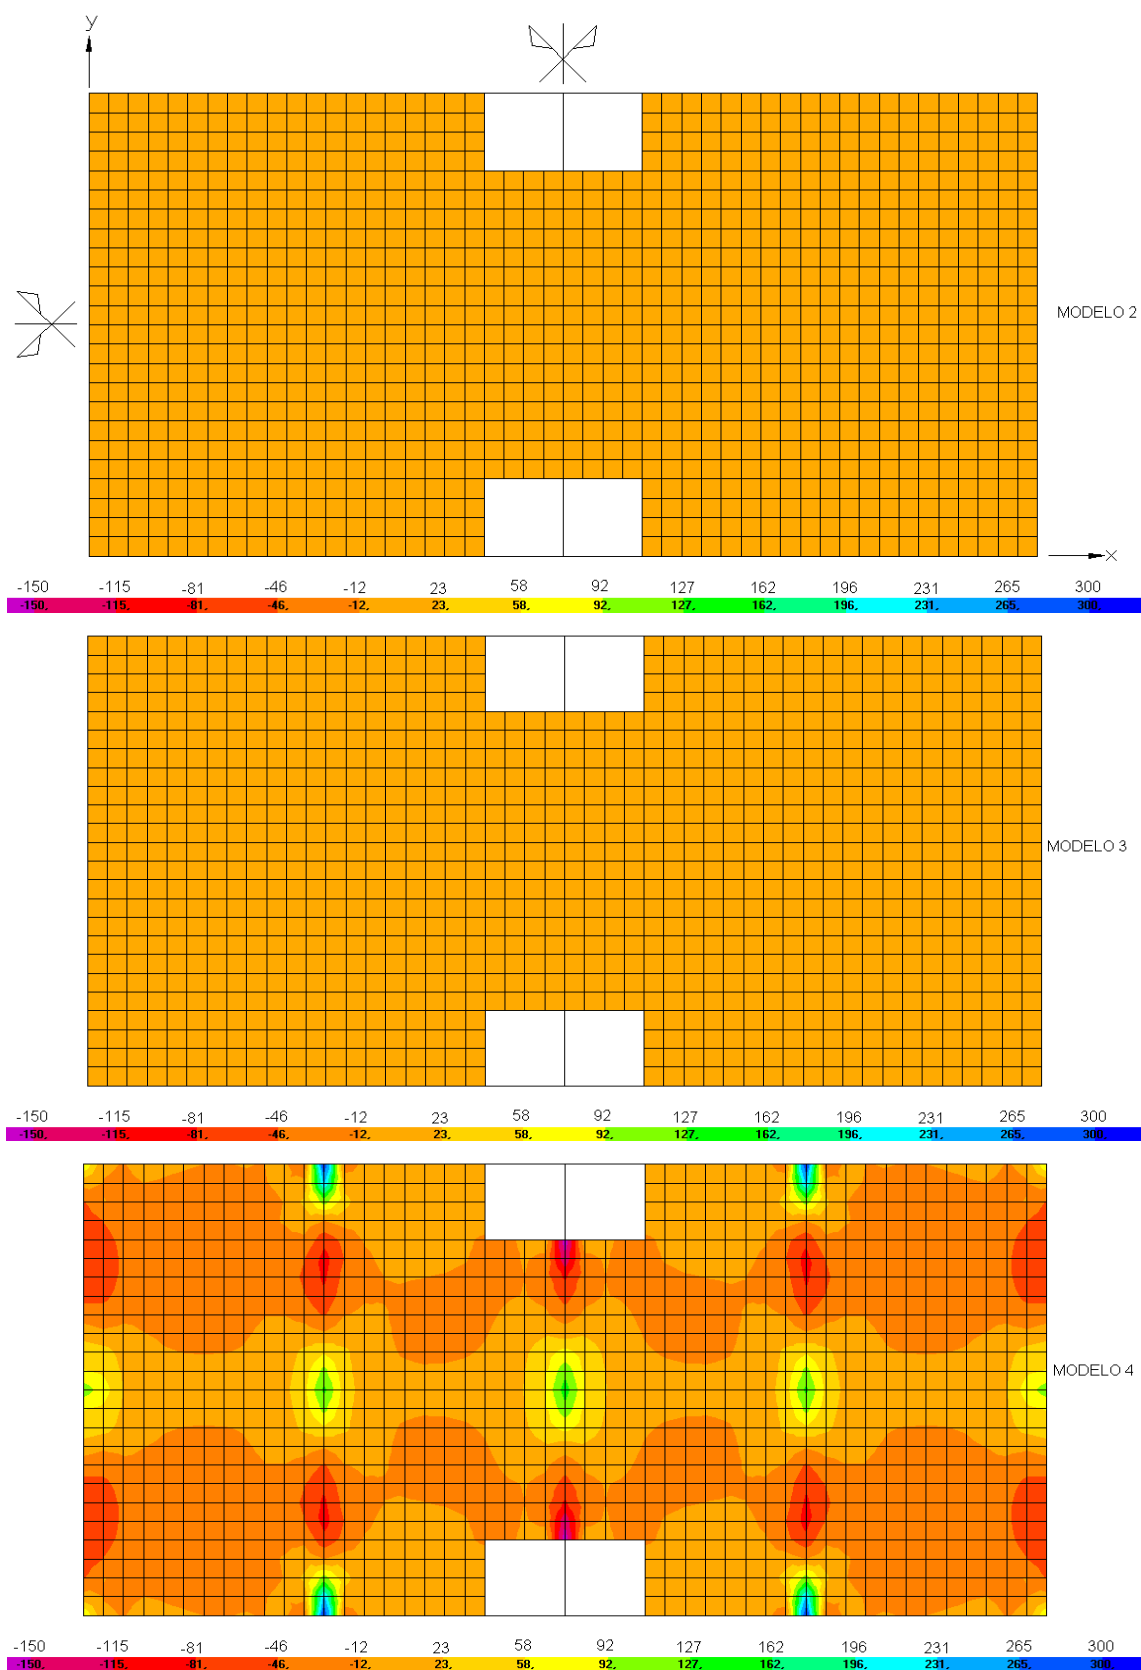 y
MODELO 2
x
-150 -115 -81 -46 -12 23 58 92 127 162 196 231 265 300
-150, -115, -81, -46, -12, 23, 58, 92, 127, 162, 196, 231, 265, 300,
MODELO 3
-150 -115 -81 -46 -12 23 58 92 127 162 196 231 265 300
-150, -115, -81, -46, -12, 23, 58, 92, 127, 162, 196, 231, 265, 300,
MODELO 4
-150 -115 -81 -46 -12 23 58 92 127 162 196 231 265 300
-150, -115, -81, -46, -12, 23, 58, 92, 127, 162, 196, 231, 265, 300,